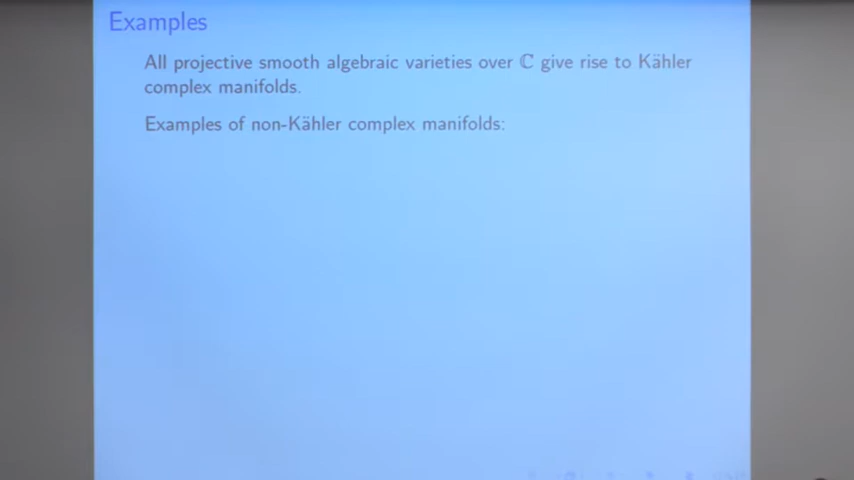 Examples
All projective smooth algebraic varieties over ℂ give rise to Kähler
complex manifolds.
Examples of non-Kähler complex manifolds: